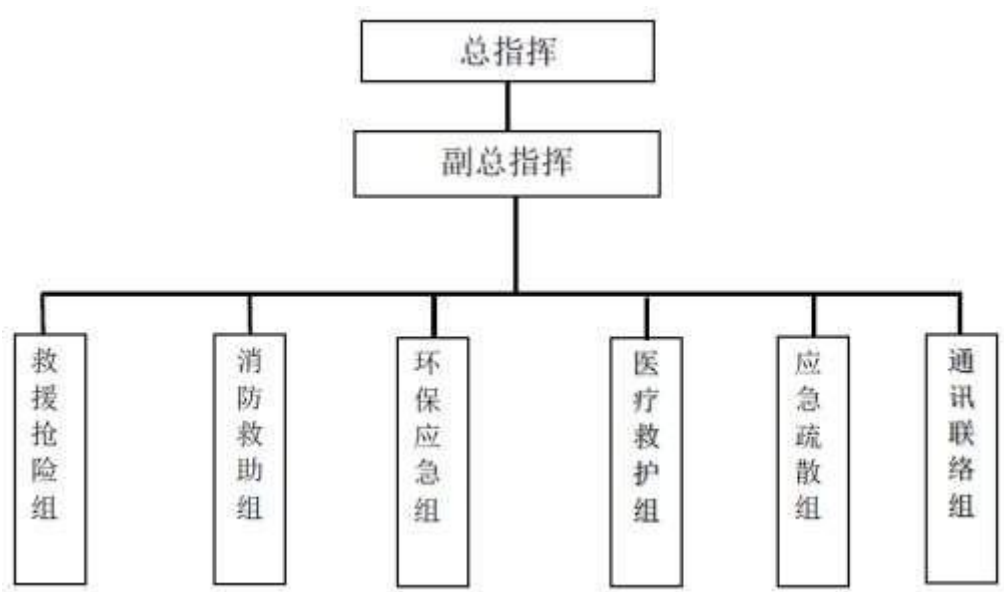 总指挥
副总指挥
救援抢险组
消防救助组
环保应急组
医疗救护组
应急疏散组
通讯联络组